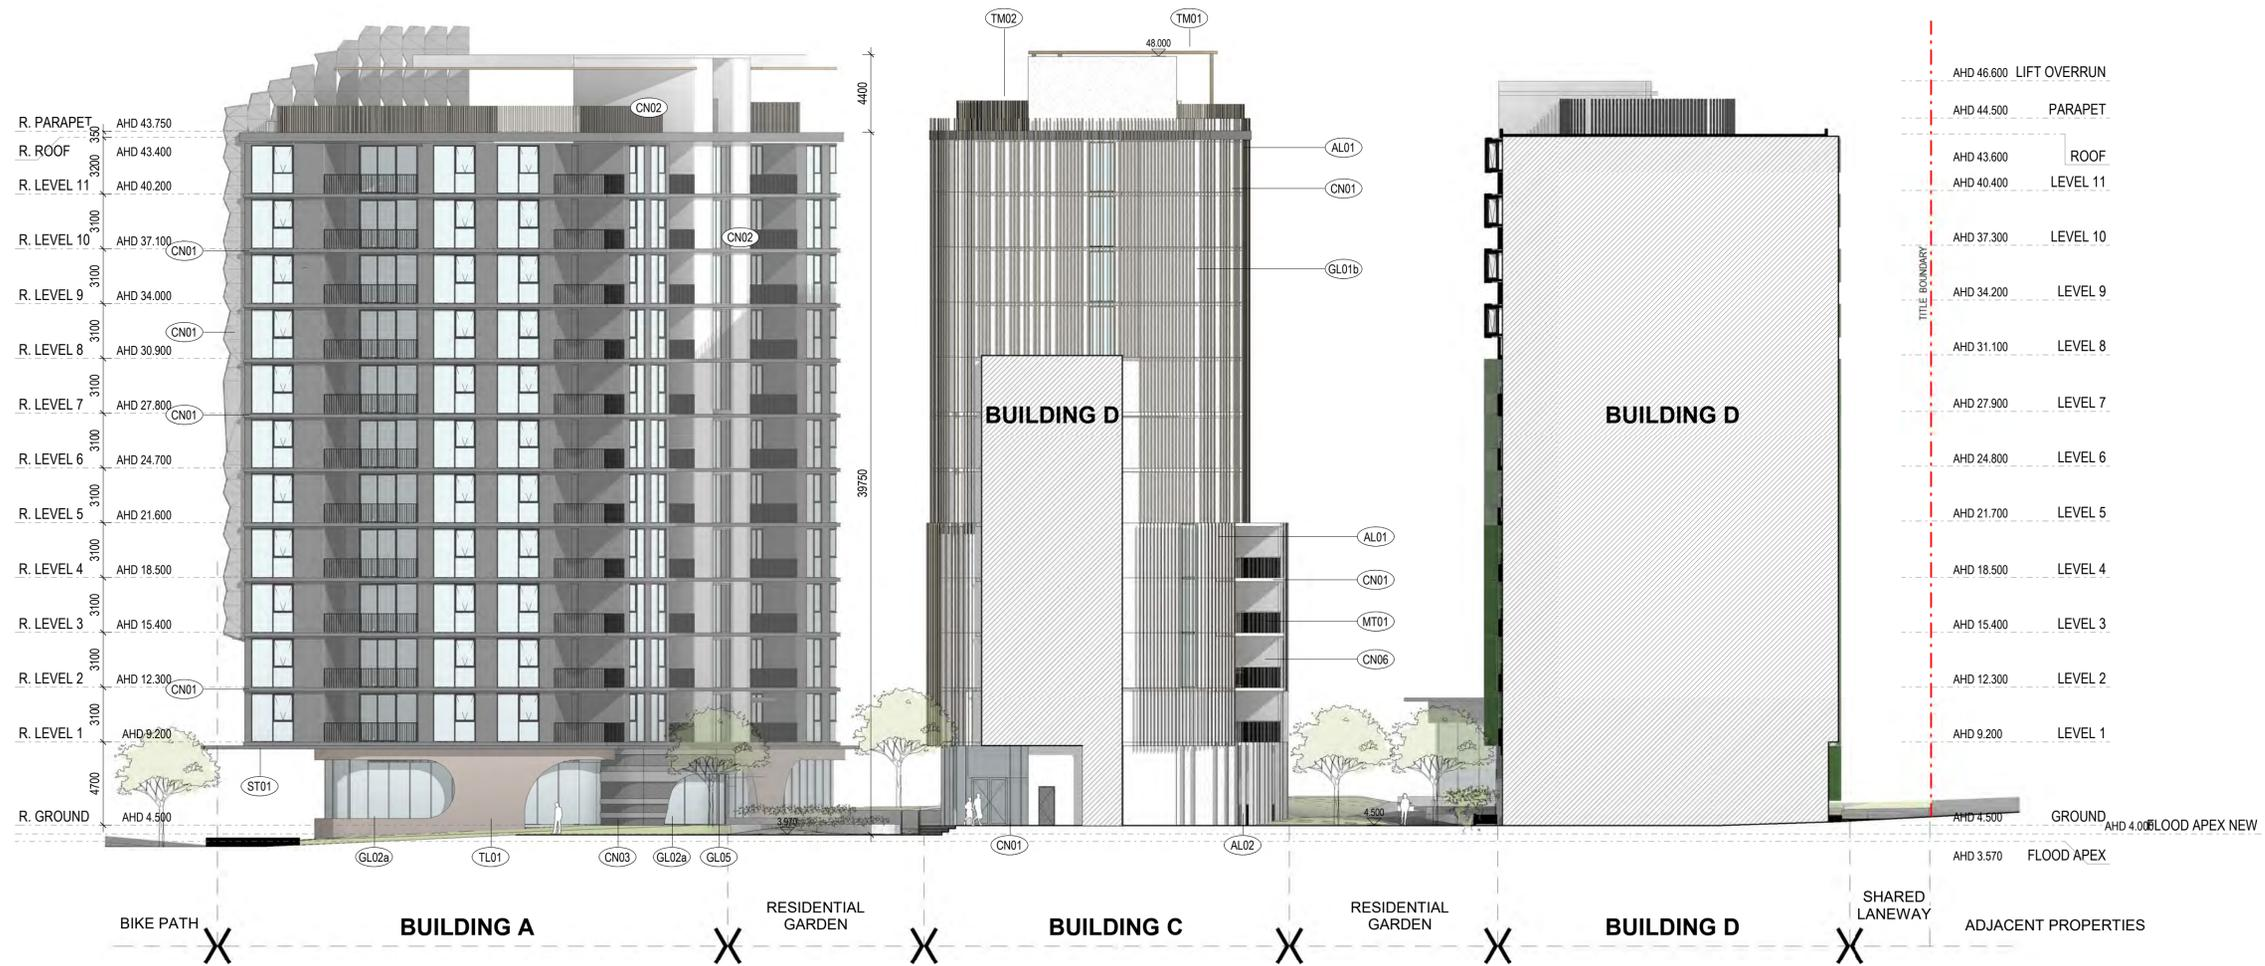 TM02
TM01
48.000
4400
39750
R. PARAPET AHD 43.750
350
R. ROOF AHD 43.400
3200
R. LEVEL 11 AHD 40.200
3100
R. LEVEL 10 AHD 37.100
3100
R. LEVEL 9 AHD 34.000
3100
R. LEVEL 8 AHD 30.900
3100
R. LEVEL 7 AHD 27.800
3100
R. LEVEL 6 AHD 24.700
3100
R. LEVEL 5 AHD 21.600
3100
R. LEVEL 4 AHD 18.500
3100
R. LEVEL 3 AHD 15.400
3100
R. LEVEL 2 AHD 12.300
3100
R. LEVEL 1 AHD 9.200
4700
R. GROUND AHD 4.500
CN02
CN02
CN01
CN01
CN01
CN01
ST01
GL02a
TL01
CN03
GL02a
GL05
3.970
AL01
CN01
GL01b
BUILDING D
AL01
CN01
MT01
CN06
CN01
AL02
4.500
BUILDING D
TITLE BOUNDARY
AHD 46.600 LIFT OVERRUN
AHD 44.500 PARAPET
AHD 43.600 ROOF
AHD 40.400 LEVEL 11
AHD 37.300 LEVEL 10
AHD 34.200 LEVEL 9
AHD 31.100 LEVEL 8
AHD 27.900 LEVEL 7
AHD 24.800 LEVEL 6
AHD 21.700 LEVEL 5
AHD 18.500 LEVEL 4
AHD 15.400 LEVEL 3
AHD 12.300 LEVEL 2
AHD 9.200 LEVEL 1
AHD 4.500 GROUND
AHD 4.000 FLOOD APEX NEW
AHD 3.570 FLOOD APEX
BIKE PATH
BUILDING A
RESIDENTIAL
GARDEN
BUILDING C
RESIDENTIAL
GARDEN
BUILDING D
SHARED
LANEWAY
ADJACENT PROPERTIES